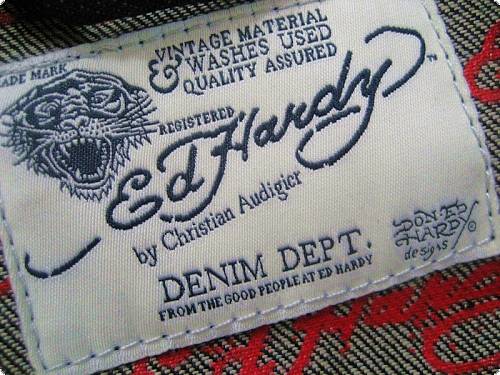 VINTAGE MATERIAL
& WASHES USED
QUALITY ASSURED
ADE MARK
REGISTERED
Ed Hardy
TM
by Christian Audigier
DENIM DEPT.
FROM THE GOOD PEOPLE AT ED HARDY
DON ED
HARDY
designs
©